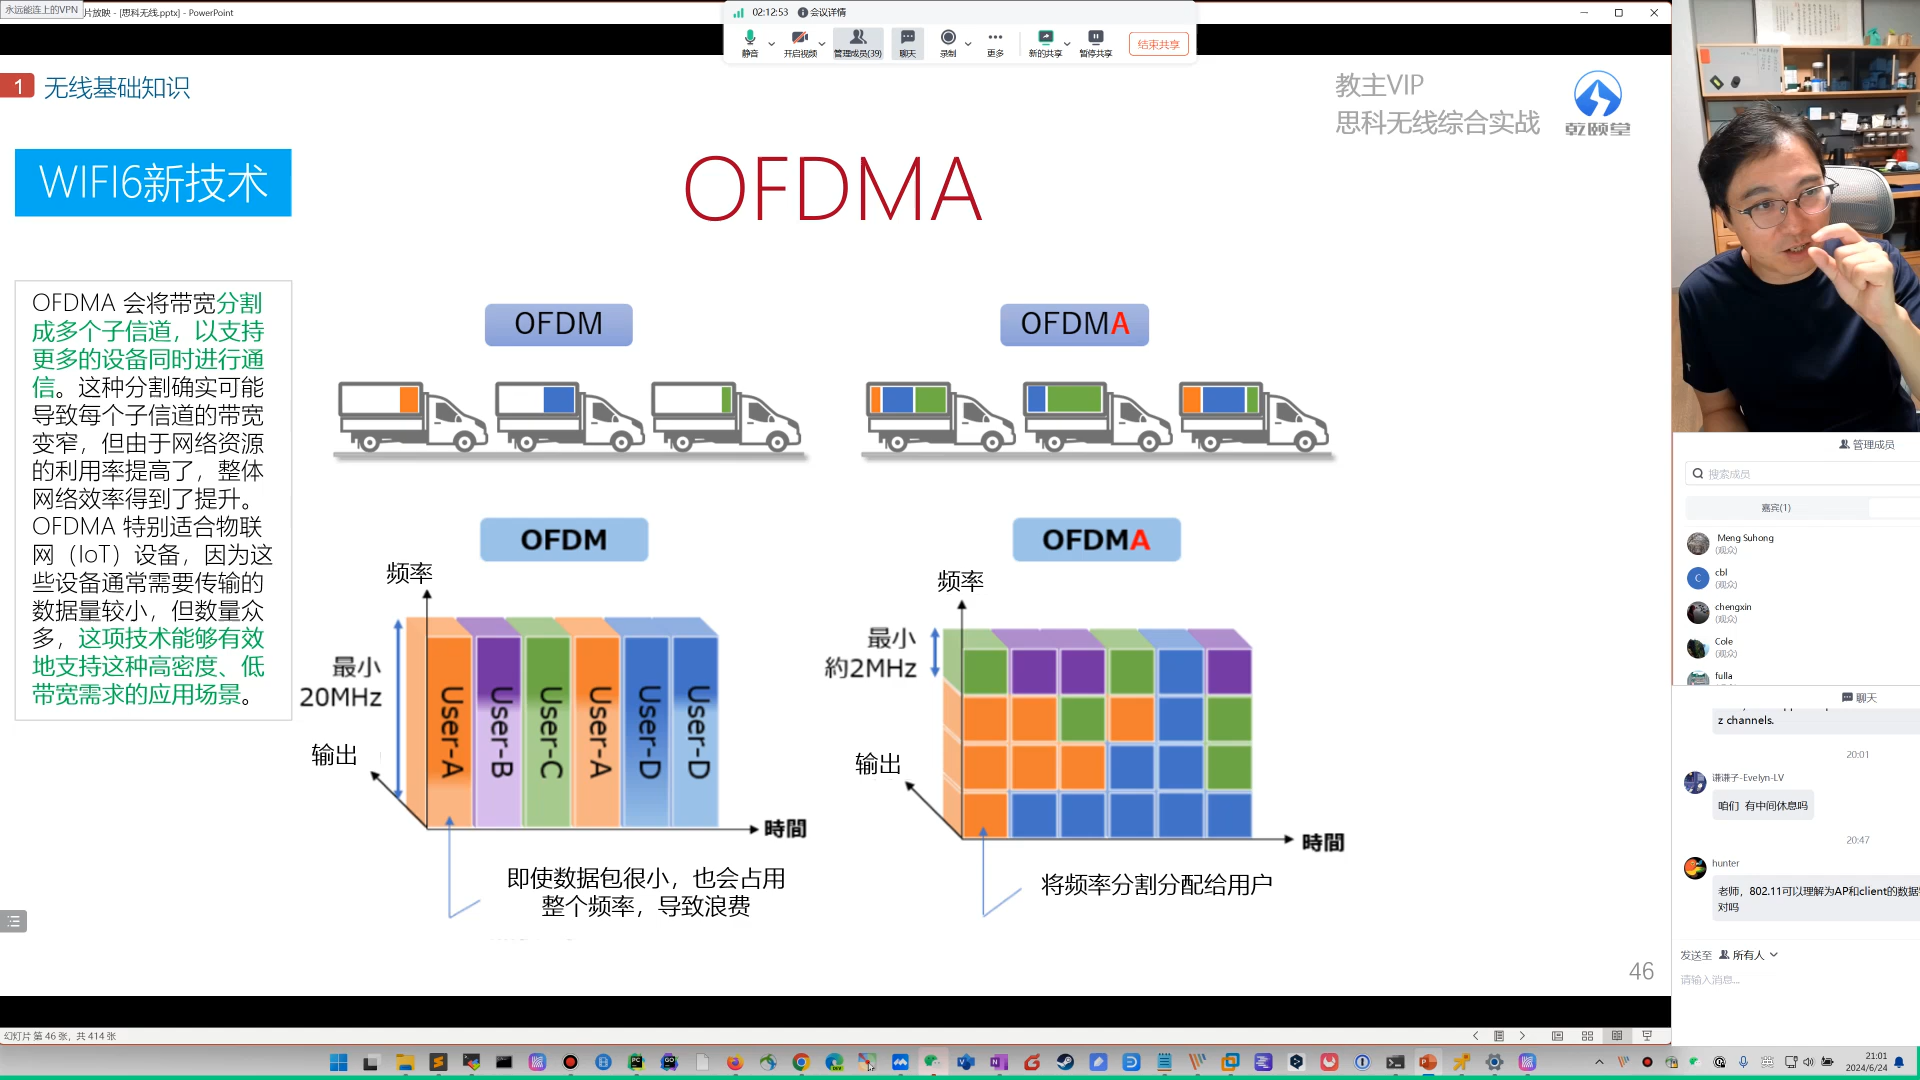 永远能连上的VPN
片放映 - [思科无线.pptx] - PowerPoint
02:12:53
会议详情
静音
开启视频
管理成员(39)
聊天
录制
更多
新的共享
暂停共享
结束共享
1
无线基础知识
教主VIP
思科无线综合实战
乾颐堂
WIFI6新技术
OFDMA
OFDMA 会将带宽分割
成多个子信道，以支持
更多的设备同时进行通
信。这种分割确实可能
导致每个子信道的带宽
变窄，但由于网络资源
的利用率提高了，整体
网络效率得到了提升。
OFDMA 特别适合物联
网（IoT）设备，因为这
些设备通常需要传输的
数据量较小，但数量众
多，这项技术能够有效
地支持这种高密度、低
带宽需求的应用场景。
OFDM
OFDMA
OFDM
频率
最小
20MHz
输出
User-A
User-B
User-C
User-A
User-D
User-D
時間
即使数据包很小，也会占用
整个频率，导致浪费
OFDMA
频率
最小
約2MHz
输出
時間
将频率分割分配给用户
46
管理成员
搜索成员
嘉宾(1)
Meng Suhong
(观众)
cbl
(观众)
chengxin
(观众)
Cole
(观众)
fulla
聊天
z channels.
20:01
谦谦子-Evelyn-LV
咱们 有中间休息吗
20:47
hunter
老师，802.11可以理解为AP和client的数据
对吗
发送至
所有人
请输入消息...
幻灯片 第 46 张，共 414 张
21:01
2024/6/24